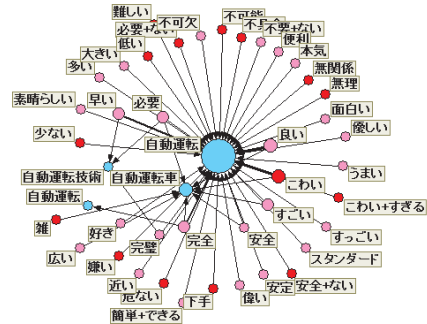 難しい
不可欠
不可能
必要+ない
不要+ない
低い
便利
大きい
本気
多い
無関係
無理
素晴らしい
早い
必要
面白い
少ない
自動運転
良い
優しい
自動運転技術
自動運転車
うまい
自動運転
こわい
こわい+すぎる
雑
すごい
好き
完璧
完全
安全
すっごい
広い
嫌い
スタンダード
近い
危ない
安定
安全+ない
簡単+できる
下手
偉い